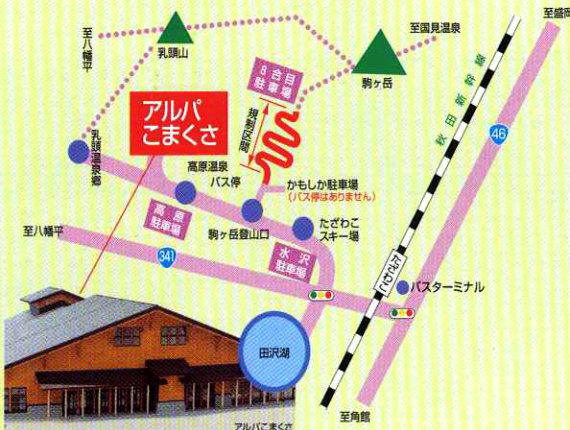 至盛岡
至八幡平
乳頭山
駒ヶ岳
至国見温泉
8合目
駐車場
規制区間
秋田新幹線
46
アルパ
こまくさ
乳頭温泉郷
高原温泉
バス停
かもしか駐車場
(バス停はありません)
高原
駐車場
駒ヶ岳登山口
たざわこ
スキー場
至八幡平
341
水沢
駐車場
たざわこ
バスターミナル
田沢湖
至角館
アルパこまくさ